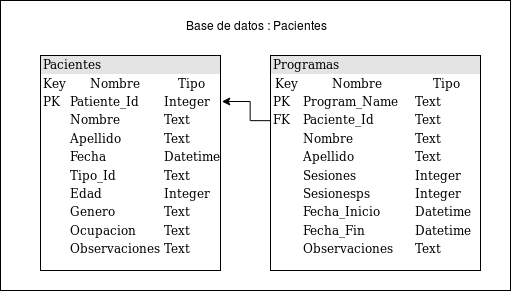 Base de datos : Pacientes
Pacientes
Key Nombre Tipo
PK Patiente_Id Integer
Nombre Text
Apellido Text
Fecha Datetime
Tipo_Id Text
Edad Integer
Genero Text
Ocupacion Text
Observaciones Text
Programas
Key Nombre Tipo
PK Program_Name Text
FK Paciente_Id Text
Nombre Text
Apellido Text
Sesiones Integer
Sesionesps Integer
Fecha_Inicio Datetime
Fecha_Fin Datetime
Observaciones Text